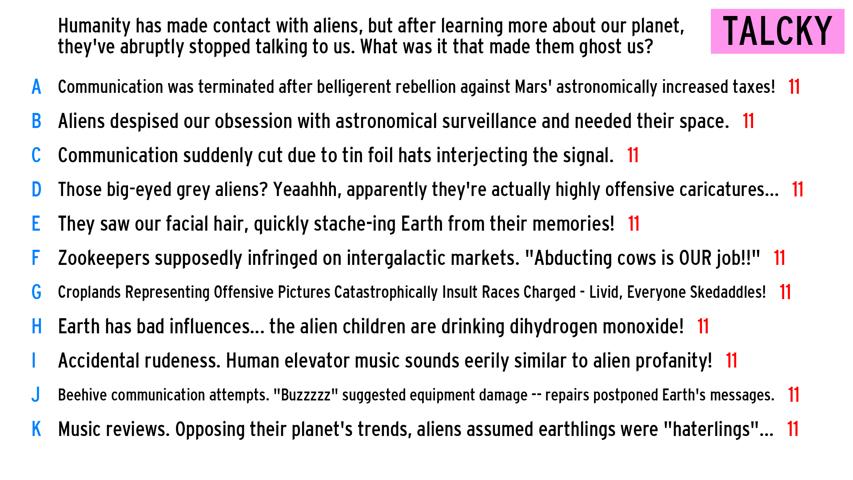 Humanity has made contact with aliens, but after learning more about our planet,
they've abruptly stopped talking to us. What was it that made them ghost us?
TALCKY
A Communication was terminated after belligerent rebellion against Mars' astronomically increased taxes! 11
B Aliens despised our obsession with astronomical surveillance and needed their space. 11
C Communication suddenly cut due to tin foil hats interjecting the signal. 11
D Those big-eyed grey aliens? Yeaahhh, apparently they're actually highly offensive caricatures... 11
E They saw our facial hair, quickly stache-ing Earth from their memories! 11
F Zookeepers supposedly infringed on intergalactic markets. "Abducting cows is OUR job!!" 11
G Croplands Representing Offensive Pictures Catastrophically Insult Races Charged - Livid, Everyone Skedaddles! 11
H Earth has bad influences... the alien children are drinking dihydrogen monoxide! 11
I Accidental rudeness. Human elevator music sounds eerily similar to alien profanity! 11
J Beehive communication attempts. "Buzzzzz" suggested equipment damage -- repairs postponed Earth's messages. 11
K Music reviews. Opposing their planet's trends, aliens assumed earthlings were "haterlings"... 11